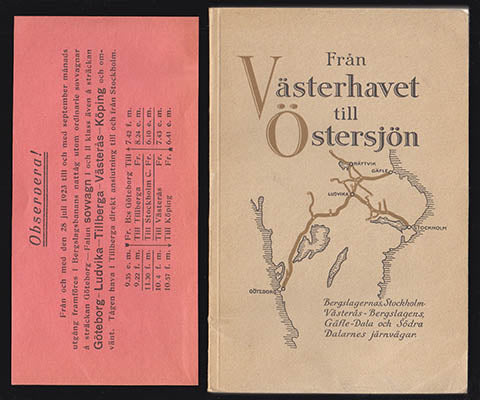 Observera!
Från och med den 28 juli 1923 till och med september månads
utgång framföres i Bergslagsbanans nattåg utom ordinarie sovvagnar
å sträckan Göteborg—Falun sovvagn I och II klass även å sträckan
Göteborg—Ludvika—Tillberga—Västerås—Köping och om-
vänt. Tågen hava i Tillberga direkt anslutning till och från Stockholm.
9.35 e. m. Fr. B:s Göteborg Till 7.42 f. m.
9.22 f. m. Till Tillberga Fr. 8.24 e. m.
11.30 f. m. Till Stockholm C. Fr. 6.10 e. m.
10. 4 f. m. Till Västerås Fr. 7.43 e. m.
10.57 f. m. Till Köping Fr. 6.41 e. m.
Från
Västerhavet
till
Östersjön
RÄTTVIK
GÄFLE
LUDVIKA
STOCKHOLM
GÖTEBORG
Bergslagernas, Stockholm-
Västerås-Bergslagens,
Gäfle-Dala och Södra
Dalarnes järnvägar.